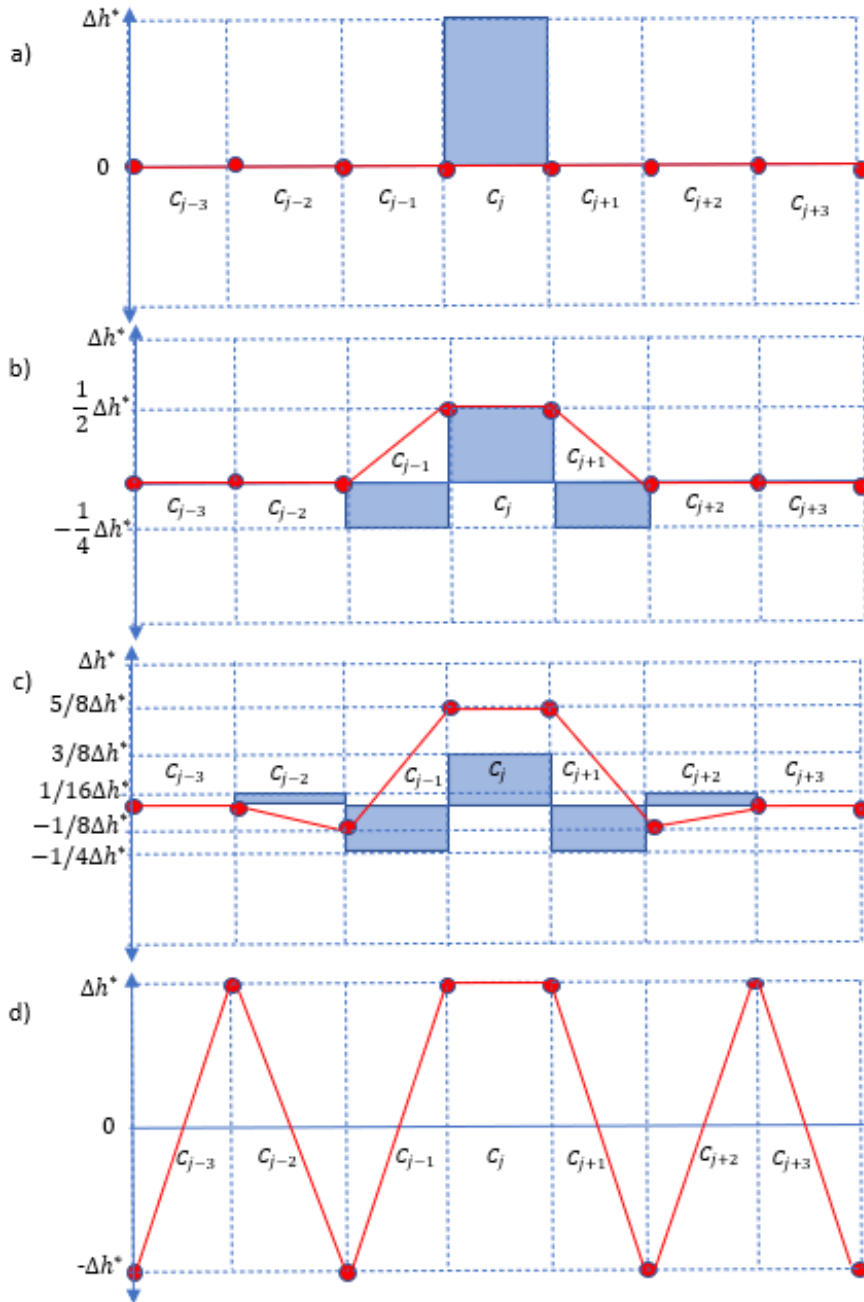 Δh*
a)
0
C_{j−3} C_{j−2} C_{j−1} C_j C_{j+1} C_{j+2} C_{j+3}
Δh*
b)
1/2 Δh*
C_{j−1} C_{j+1}
C_{j−3} C_{j−2} C_j C_{j+2} C_{j+3}
−1/4 Δh*
Δh*
c)
5/8Δh*
3/8Δh*
C_{j−3} C_{j−2} C_{j−1} C_j C_{j+1} C_{j+2} C_{j+3}
1/16Δh*
−1/8Δh*
−1/4Δh*
Δh*
d)
0
C_{j−3} C_{j−2} C_{j−1} C_j C_{j+1} C_{j+2} C_{j+3}
-Δh*